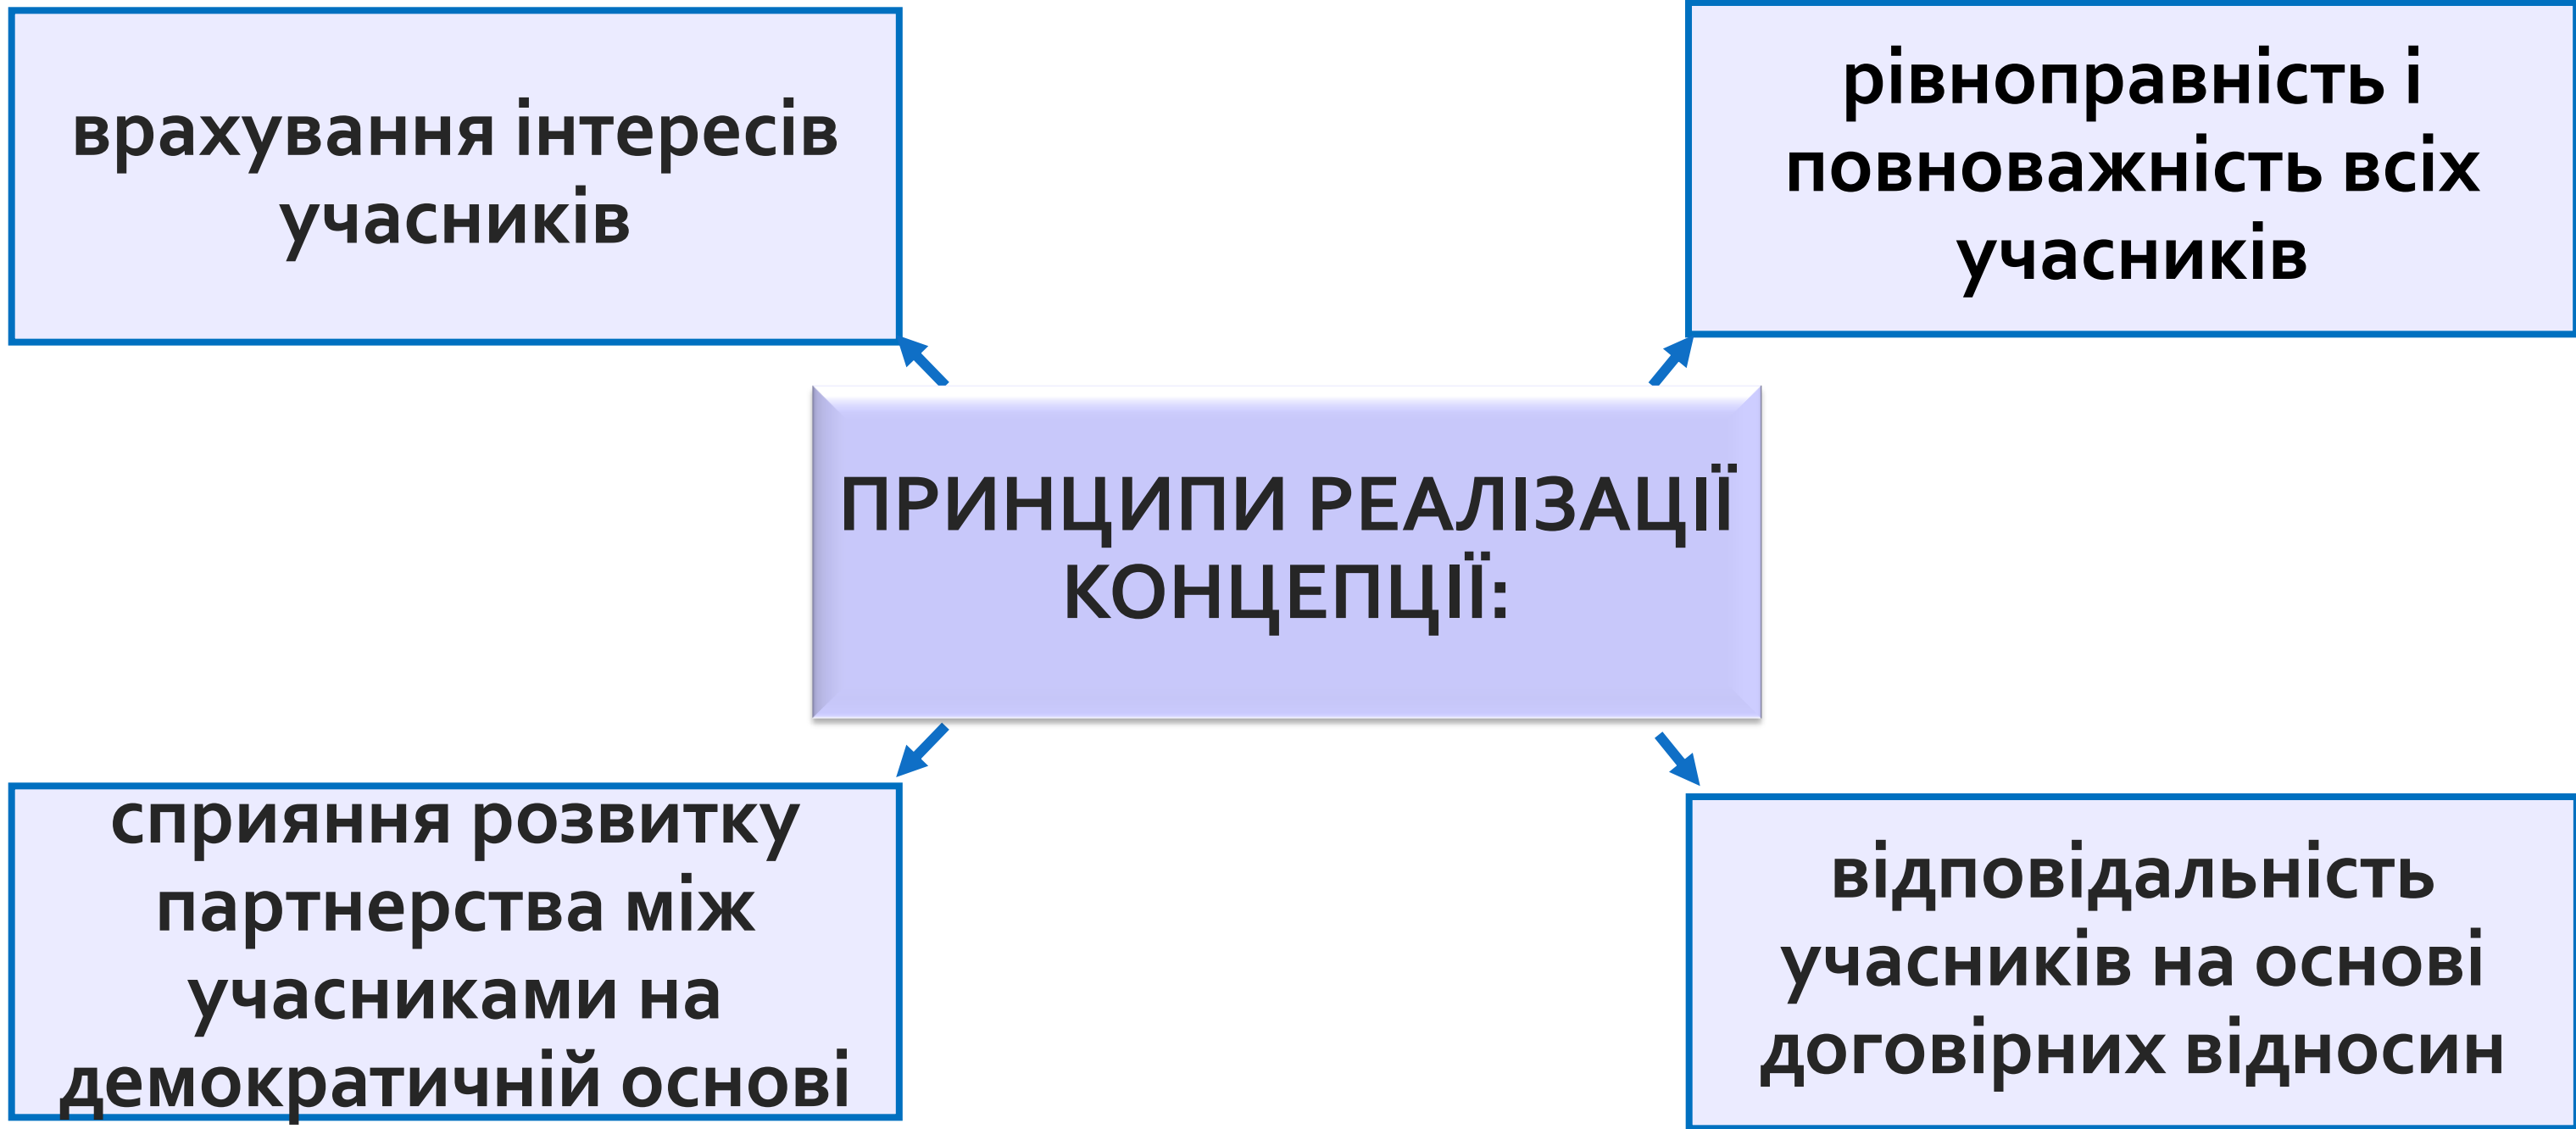 врахування інтересів
учасників
рівноправність і
повноважність всіх
учасників
ПРИНЦИПИ РЕАЛІЗАЦІЇ
КОНЦЕПЦІЇ:
сприяння розвитку
партнерства між
учасниками на
демократичній основі
відповідальність
учасників на основі
договірних відносин